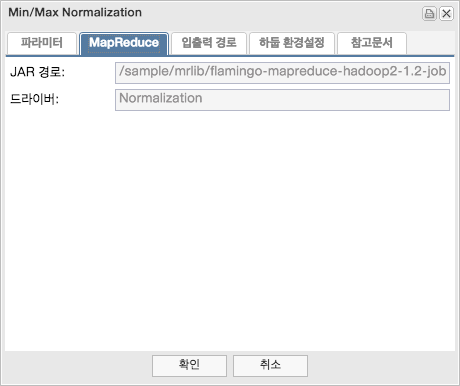 Min/Max Normalization
파라미터 MapReduce 입출력 경로 하둡 환경설정 참고문서
JAR 경로: /sample/mrlib/flamingo-mapreduce-hadoop2-1.2-job
드라이버: Normalization
확인 취소